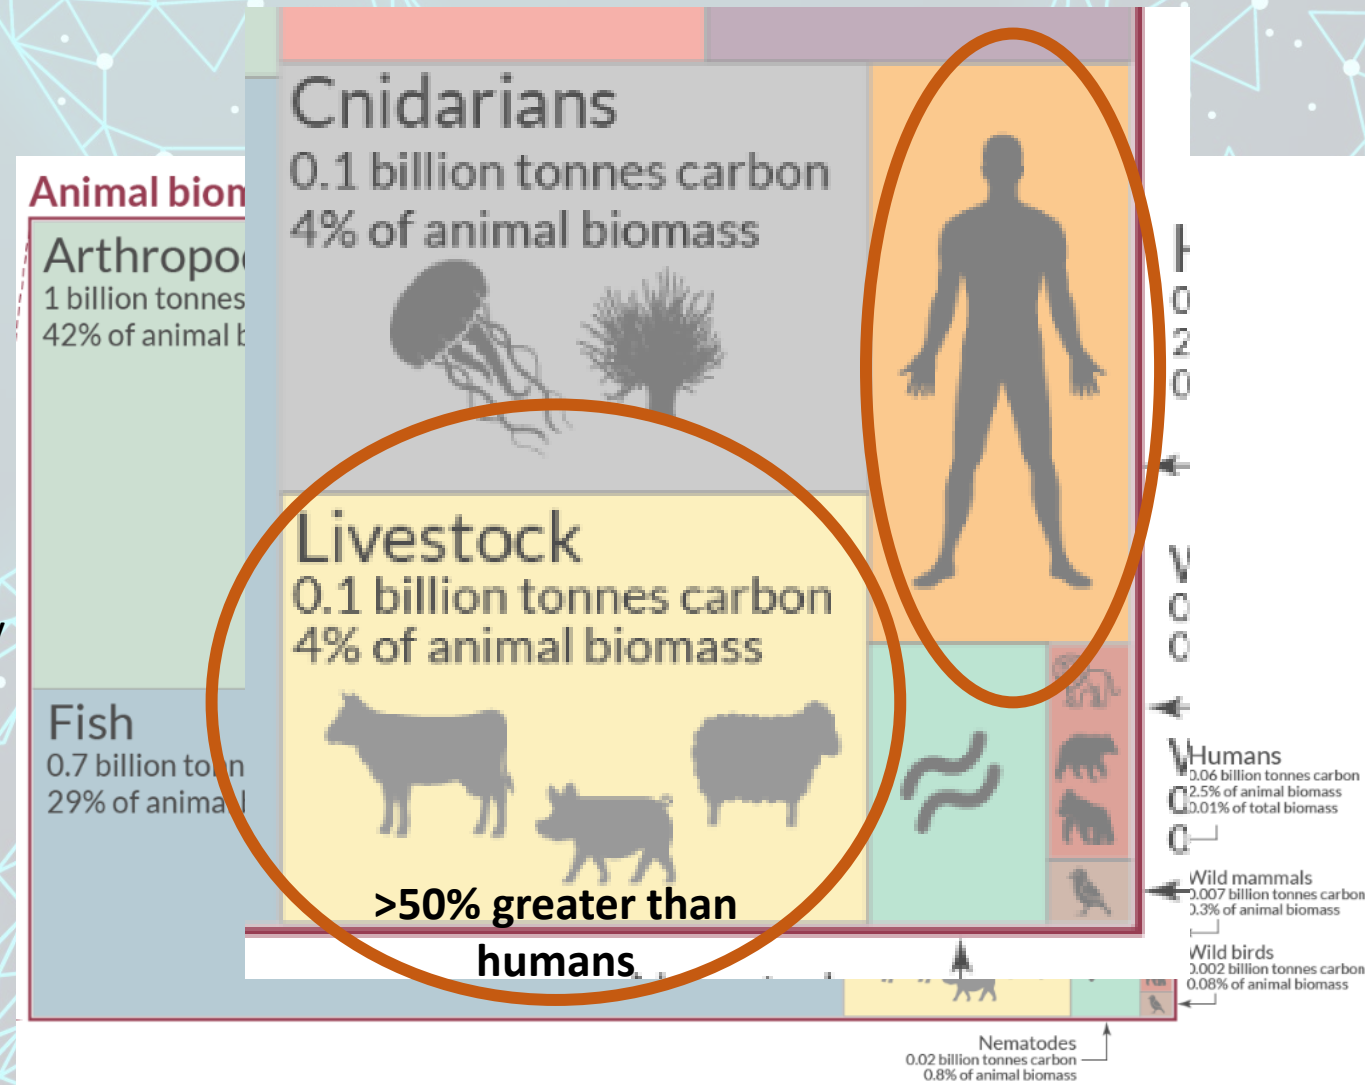 Animal biom
Arthropo
1 billion tonnes
42% of animal b
Fish
0.7 billion tonn
29% of animal
Cnidarians
0.1 billion tonnes carbon
4% of animal biomass
Livestock
0.1 billion tonnes carbon
4% of animal biomass
>50% greater than
humans
Humans
0.06 billion tonnes carbon
2.5% of animal biomass
0.01% of total biomass
Wild mammals
0.007 billion tonnes carbon
0.3% of animal biomass
Wild birds
0.002 billion tonnes carbon
0.08% of animal biomass
Nematodes
0.02 billion tonnes carbon
0.8% of animal biomass